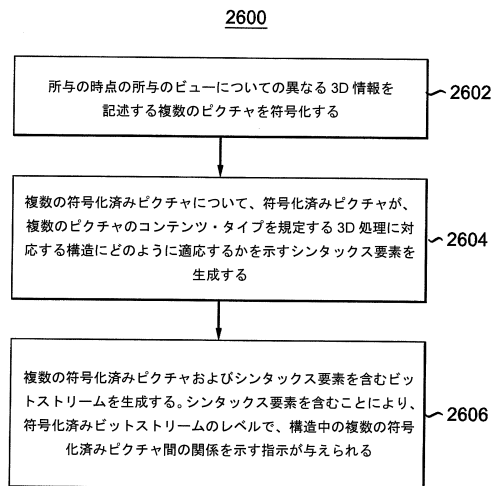 2600
所与の時点の所与のビューについての異なる3D情報を
記述する複数のピクチャを符号化する
2602
複数の符号化済みピクチャについて、符号化済みピクチャが、
複数のピクチャのコンテンツ・タイプを規定する3D処理に対
応する構造にどのように適応するかを示すシンタックス要素を
生成する
2604
複数の符号化済みピクチャおよびシンタックス要素を含むビッ
トストリームを生成する。シンタックス要素を含むことにより、
符号化済みビットストリームのレベルで、構造中の複数の符号
化済みピクチャ間の関係を示す指示が与えられる
2606